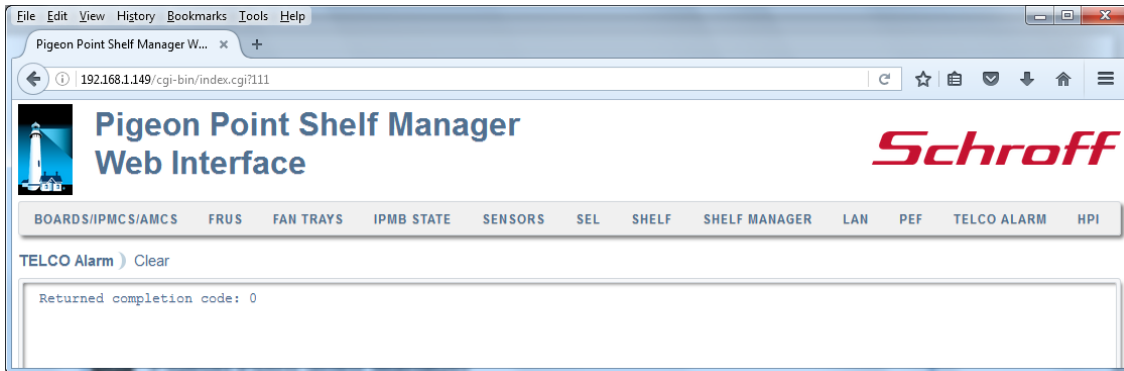 File Edit View History Bookmarks Tools Help
Pigeon Point Shelf Manager W...
192.168.1.149/cgi-bin/index.cgi?111
Pigeon Point Shelf Manager
Web Interface
Schroff
BOARDS/IPMCS/AMCS FRUS FAN TRAYS IPMB STATE SENSORS SEL SHELF SHELF MANAGER LAN PEF TELCO ALARM HPI
TELCO Alarm ) Clear
Returned completion code: 0